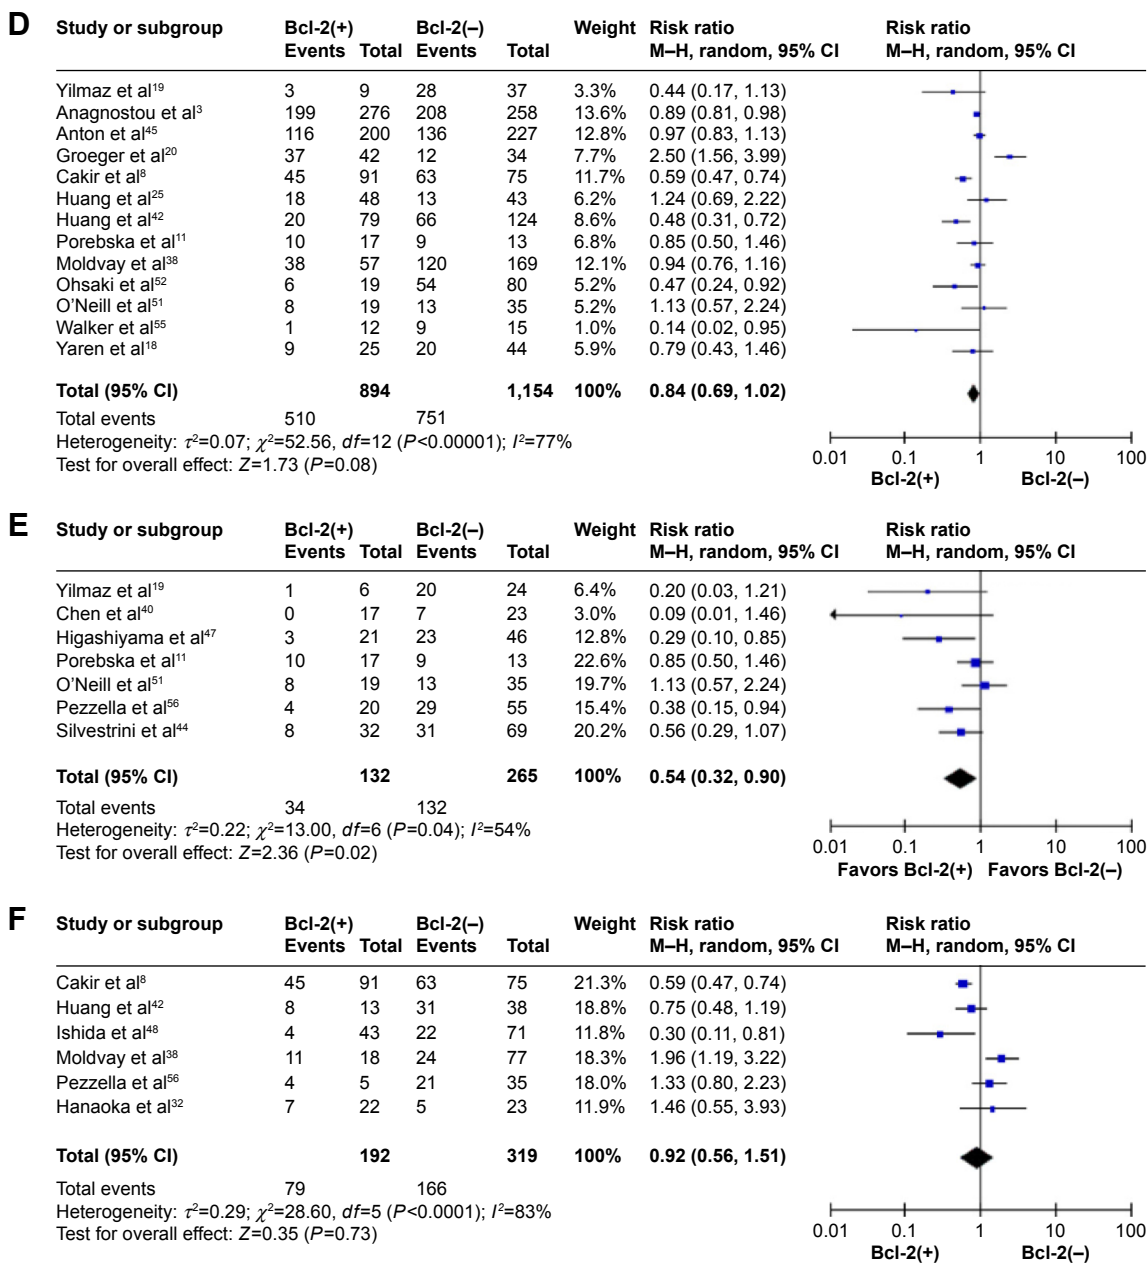 D
Study or subgroup Bcl-2(+) Bcl-2(–) Weight Risk ratio Risk ratio
Events Total Events Total M–H, random, 95% CI M–H, random, 95% CI
Yilmaz et al19 3 9 28 37 3.3% 0.44 (0.17, 1.13)
Anagnostou et al3 199 276 208 258 13.6% 0.89 (0.81, 0.98)
Anton et al45 116 200 136 227 12.8% 0.97 (0.83, 1.13)
Groeger et al20 37 42 12 34 7.7% 2.50 (1.56, 3.99)
Cakir et al8 45 91 63 75 11.7% 0.59 (0.47, 0.74)
Huang et al25 18 48 13 43 6.2% 1.24 (0.69, 2.22)
Huang et al42 20 79 66 124 8.6% 0.48 (0.31, 0.72)
Porebska et al11 10 17 9 13 6.8% 0.85 (0.50, 1.46)
Moldvay et al38 38 57 120 169 12.1% 0.94 (0.76, 1.16)
Ohsaki et al52 6 19 54 80 5.2% 0.47 (0.24, 0.92)
O’Neill et al51 8 19 13 35 5.2% 1.13 (0.57, 2.24)
Walker et al55 1 12 9 15 1.0% 0.14 (0.02, 0.95)
Yaren et al18 9 25 20 44 5.9% 0.79 (0.43, 1.46)
Total (95% CI) 894 1,154 100% 0.84 (0.69, 1.02)
Total events 510 751
Heterogeneity: τ2=0.07; χ2=52.56, df=12 (P<0.00001); I2=77%
Test for overall effect: Z=1.73 (P=0.08)
0.01 0.1 1 10 100
Bcl-2(+) Bcl-2(–)
E
Study or subgroup Bcl-2(+) Bcl-2(–) Weight Risk ratio Risk ratio
Events Total Events Total M–H, random, 95% CI M–H, random, 95% CI
Yilmaz et al19 1 6 20 24 6.4% 0.20 (0.03, 1.21)
Chen et al40 0 17 7 23 3.0% 0.09 (0.01, 1.46)
Higashiyama et al47 3 21 23 46 12.8% 0.29 (0.10, 0.85)
Porebska et al11 10 17 9 13 22.6% 0.85 (0.50, 1.46)
O’Neill et al51 8 19 13 35 19.7% 1.13 (0.57, 2.24)
Pezzella et al56 4 20 29 55 15.4% 0.38 (0.15, 0.94)
Silvestrini et al44 8 32 31 69 20.2% 0.56 (0.29, 1.07)
Total (95% CI) 132 265 100% 0.54 (0.32, 0.90)
Total events 34 132
Heterogeneity: τ2=0.22; χ2=13.00, df=6 (P=0.04); I2=54%
Test for overall effect: Z=2.36 (P=0.02)
0.01 0.1 1 10 100
Favors Bcl-2(+) Favors Bcl-2(–)
F
Study or subgroup Bcl-2(+) Bcl-2(–) Weight Risk ratio Risk ratio
Events Total Events Total M–H, random, 95% CI M–H, random, 95% CI
Cakir et al8 45 91 63 75 21.3% 0.59 (0.47, 0.74)
Huang et al42 8 13 31 38 18.8% 0.75 (0.48, 1.19)
Ishida et al48 4 43 22 71 11.8% 0.30 (0.11, 0.81)
Moldvay et al38 11 18 24 77 18.3% 1.96 (1.19, 3.22)
Pezzella et al56 4 5 21 35 18.0% 1.33 (0.80, 2.23)
Hanaoka et al32 7 22 5 23 11.9% 1.46 (0.55, 3.93)
Total (95% CI) 192 319 100% 0.92 (0.56, 1.51)
Total events 79 166
Heterogeneity: τ2=0.29; χ2=28.60, df=5 (P<0.0001); I2=83%
Test for overall effect: Z=0.35 (P=0.73)
0.01 0.1 1 10 100
Bcl-2(+) Bcl-2(–)